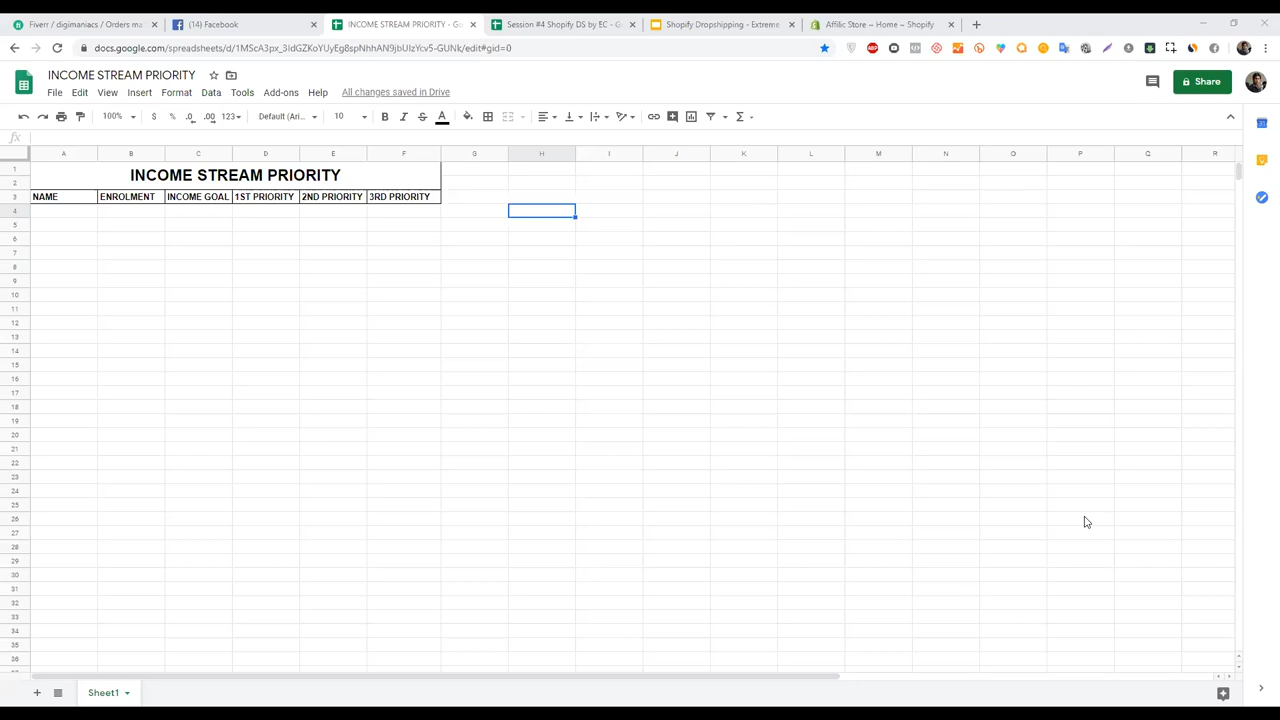 Fiverr / digimaniacs / Orders ma
(14) Facebook
INCOME STREAM PRIORITY - Go
Session #4 Shopify DS by EC - G
Shopify Dropshipping - Extreme
Affilic Store ~ Home ~ Shopify
docs.google.com/spreadsheets/d/1MScA3px_3IdGZKoYUyEg8spNhhAN9jbUIzYcv5-GUNk/edit#gid=0
INCOME STREAM PRIORITY
File Edit View Insert Format Data Tools Add-ons Help All changes saved in Drive
Share
100% $ % .0 .00 123 Default (Ari... 10 B I S A
fx
A B C D E F G H I J K L M N O P Q R
1
INCOME STREAM PRIORITY
2
3 NAME ENROLMENT INCOME GOAL 1ST PRIORITY 2ND PRIORITY 3RD PRIORITY
4
5
6
7
8
9
10
11
12
13
14
15
16
17
18
19
20
21
22
23
24
25
26
27
28
29
30
31
32
33
34
35
36
Sheet1